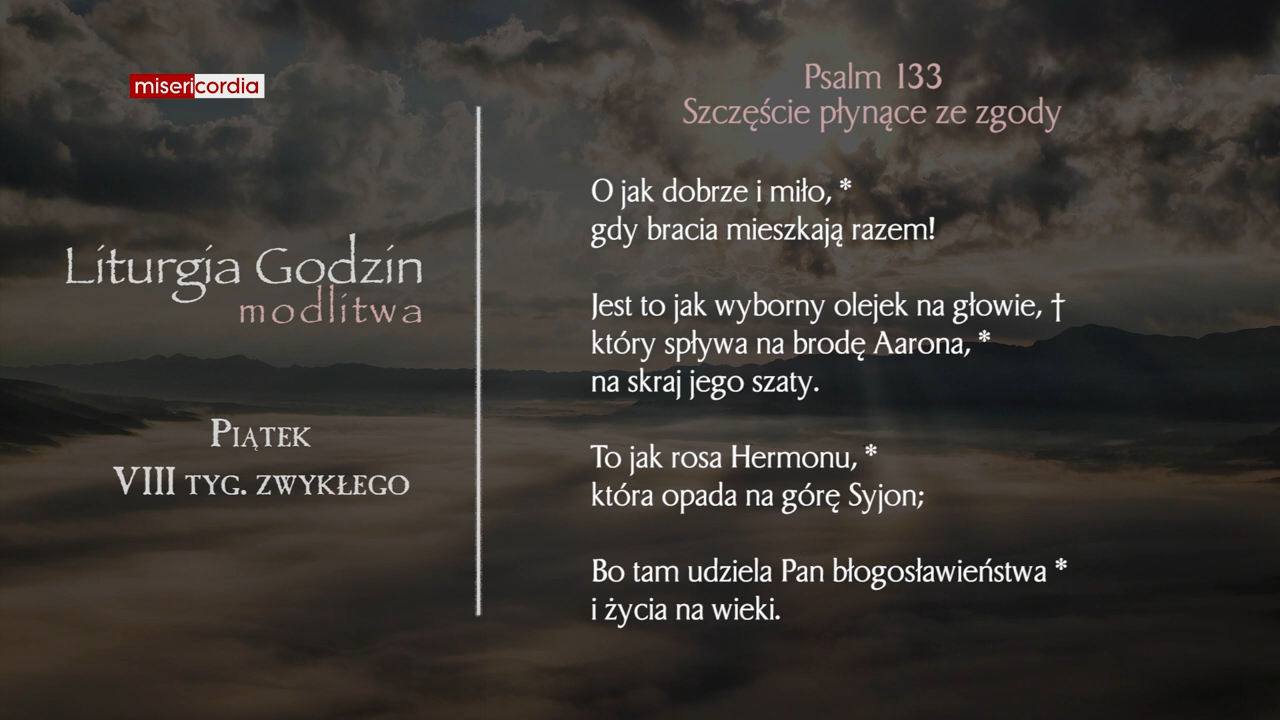 misericordia
Liturgia Godzin
modlitwa
Piątek
VIII tyg. zwykłego
Psalm 133
Szczęście płynące ze zgody
O jak dobrze i miło, *
gdy bracia mieszkają razem!
Jest to jak wyborny olejek na głowie, †
który spływa na brodę Aarona, *
na skraj jego szaty.
To jak rosa Hermonu, *
która opada na górę Syjon;
Bo tam udziela Pan błogosławieństwa *
i życia na wieki.